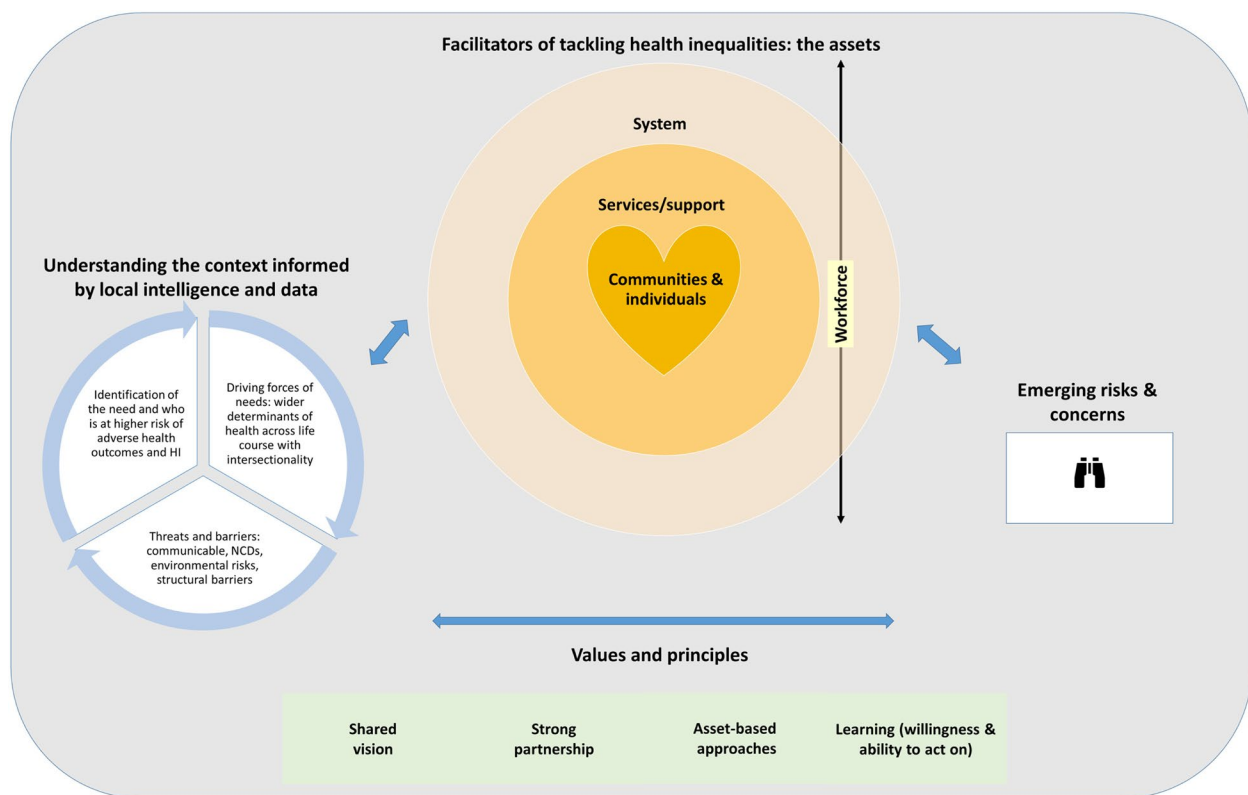 Facilitators of tackling health inequalities: the assets
System
Services/support
Communities &
individuals
Workforce
Understanding the context informed
by local intelligence and data
Identification of
the need and who
is at higher risk of
adverse health
outcomes and HI
Driving forces of
needs: wider
determinants of
health across life
course with
intersectionality
Threats and barriers:
communicable, NCDs,
environmental risks,
structural barriers
Emerging risks &
concerns
Values and principles
Shared
vision
Strong
partnership
Asset-based
approaches
Learning (willingness &
ability to act on)